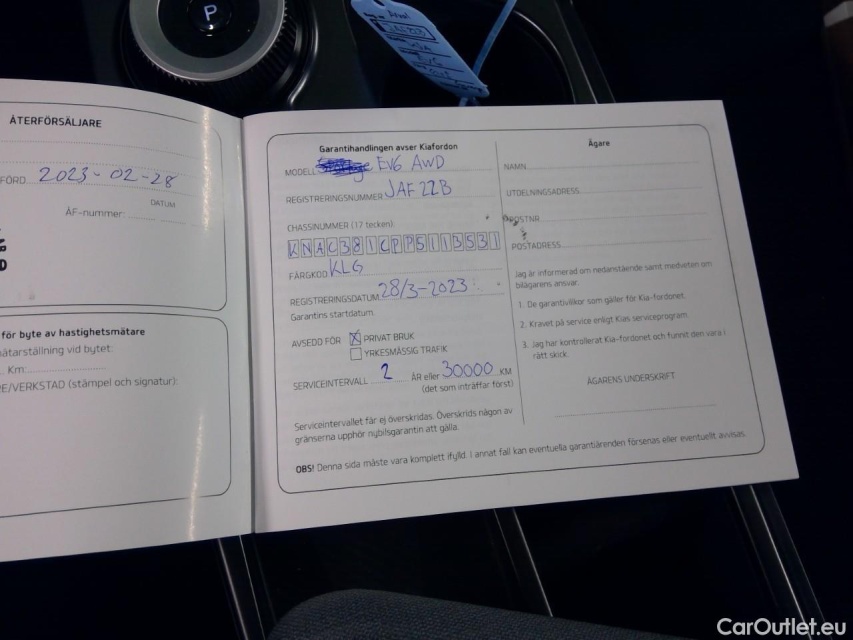 P
ÅTERFÖRSÄLJARE
FÖRD. 2023-02-28
DATUM
ÅF-nummer:
för byte av hastighetsmätare
mätarställning vid bytet:
Km:
RE/VERKSTAD (stämpel och signatur):
Garantihandlingen avser Kiafordon
MODELL EV6 AWD
REGISTRERINGSNUMMER JAF22B
CHASSINUMMER (17 tecken):
KNAC381CPP5113531
FÄRGKOD KLG
REGISTRERINGSDATUM 28/3-2023
Garantins startdatum.
AVSEDD FÖR X PRIVAT BRUK
YRKESMÄSSIG TRAFIK
SERVICEINTERVALL 2 ÅR eller 30000 KM
(det som inträffar först)
Serviceintervallet får ej överskridas. Överskrids någon av
gränserna upphör nybilsgarantin att gälla.
OBS! Denna sida måste vara komplett ifylld. I annat fall kan eventuella garantiärenden försenas eller eventuellt avvisas.
Ägare
NAMN
UTDELNINGSADRESS
POSTNR
POSTADRESS
Jag är informerad om nedanstående samt medveten om
bilägarens ansvar.
1. De garantivillkor som gäller för Kia-fordonet.
2. Kravet på service enligt Kias serviceprogram.
3. Jag har kontrollerat Kia-fordonet och funnit den vara i
rätt skick.
ÄGARENS UNDERSKRIFT
CarOutlet.eu